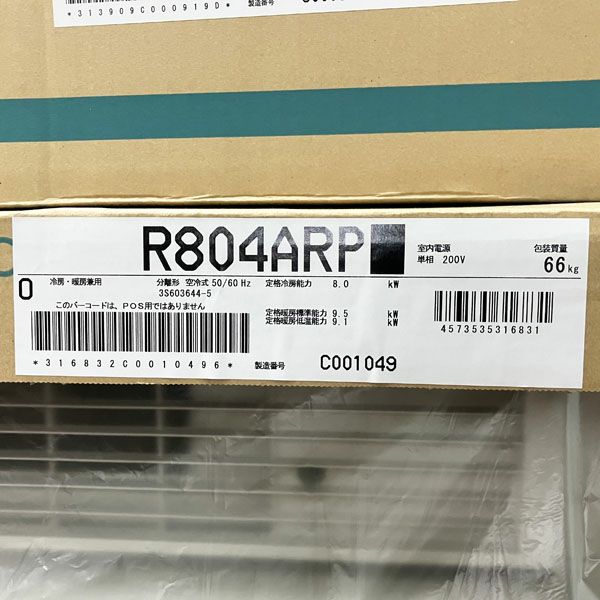 *313909C000919D*
製造番号
R804ARP
室内電源
単相 200V
包装質量
66kg
0
冷房・暖房兼用
分離形 空冷式 50/60Hz
3S603644-5
定格冷房能力 8.0 kW
このバーコードは、POS用ではありません
定格暖房標準能力 9.5 kW
定格暖房低温能力 9.1 kW
4573535316831
*316832C0010496*
製造番号
C001049